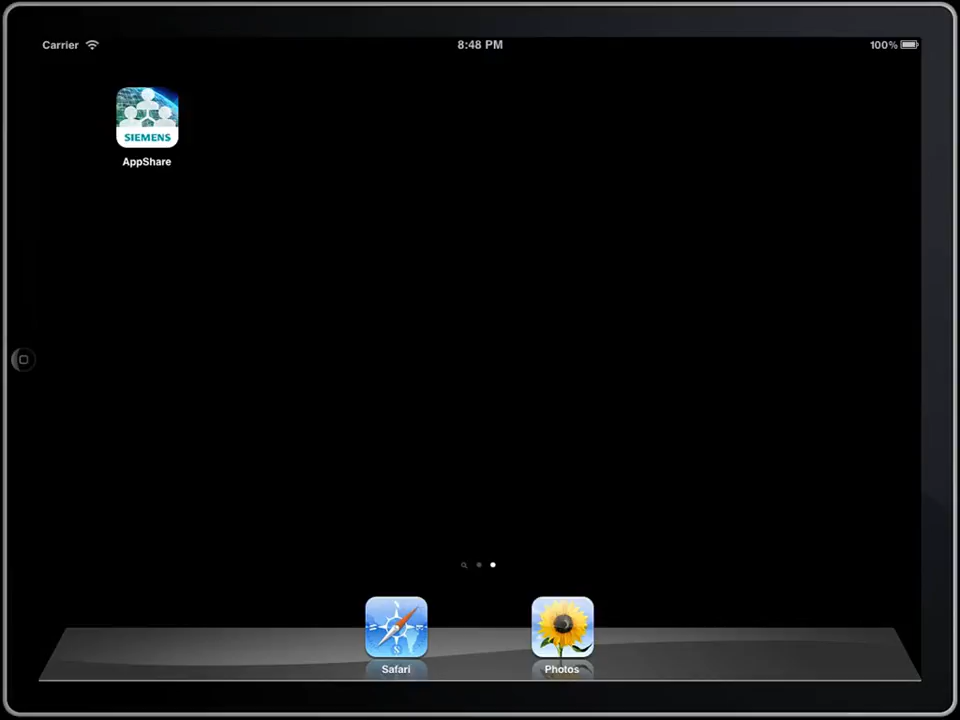 Carrier
8:48 PM
100%
SIEMENS
AppShare
Safari
Photos